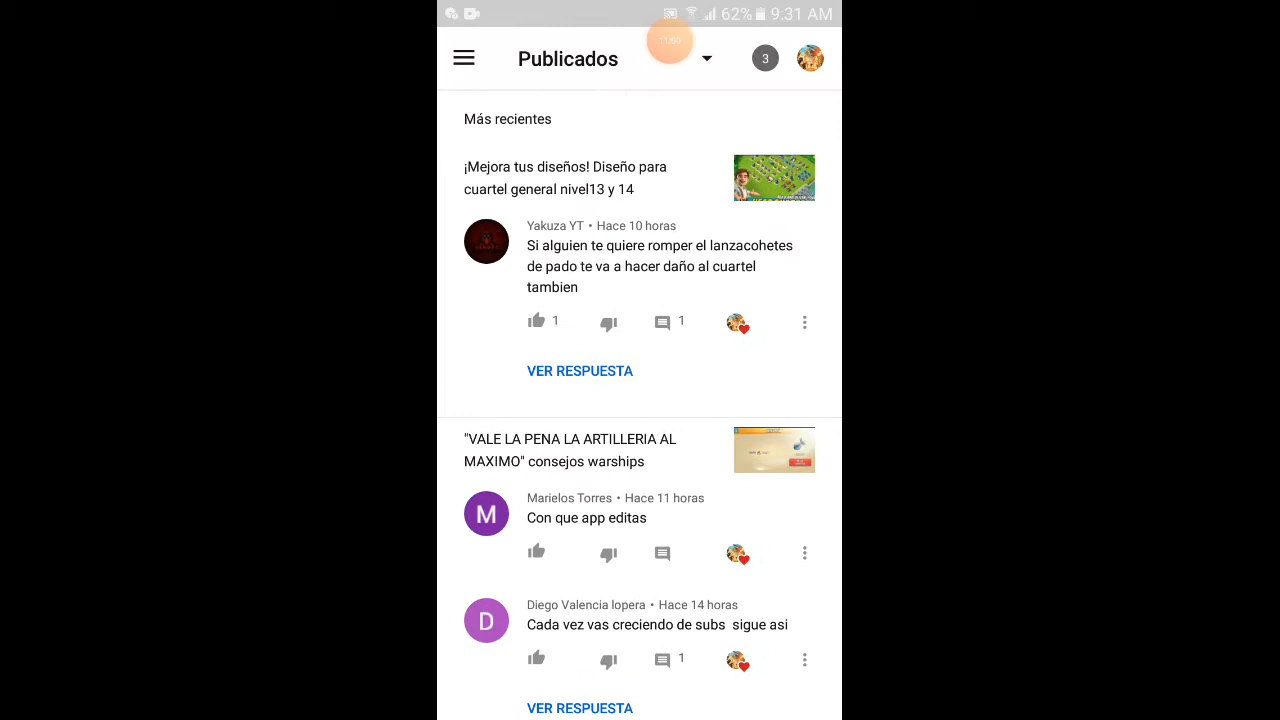 62% 9:31 AM
11:60
Publicados
3
Más recientes
¡Mejora tus diseños! Diseño para
cuartel general nivel13 y 14
Yakuza YT • Hace 10 horas
Si alguien te quiere romper el lanzacohetes
de pado te va a hacer daño al cuartel
tambien
1
1
VER RESPUESTA
"VALE LA PENA LA ARTILLERIA AL
MAXIMO" consejos warships
M
Marielos Torres • Hace 11 horas
Con que app editas
D
Diego Valencia lopera • Hace 14 horas
Cada vez vas creciendo de subs  sigue asi
1
VER RESPUESTA